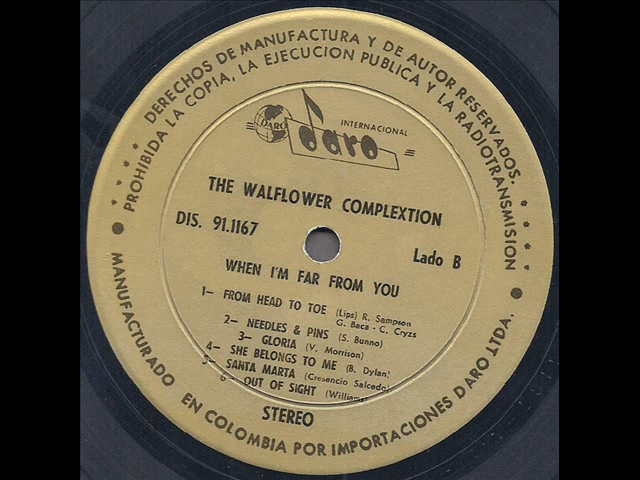 DERECHOS DE MANUFACTURA Y DE AUTOR RESERVADOS.
PROHIBIDA LA COPIA, LA EJECUCION PUBLICA Y LA RADIOTRANSMISION
DARO
daro
INTERNACIONAL
THE WALFLOWER COMPLEXTION
DIS. 91.1167
Lado B
WHEN I'M FAR FROM YOU
1- FROM HEAD TO TOE (Lips) R. Sampson
G. Baca - C. Cryzs
2- NEEDLES & PINS (S. Bunno)
3- GLORIA (V. Morrison)
4- SHE BELONGS TO ME (B. Dylan)
5- SANTA MARTA (Cresencio Salcedo)
6- OUT OF SIGHT (Williams
STEREO
MANUFACTURADO EN COLOMBIA POR IMPORTACIONES DARO LTDA.